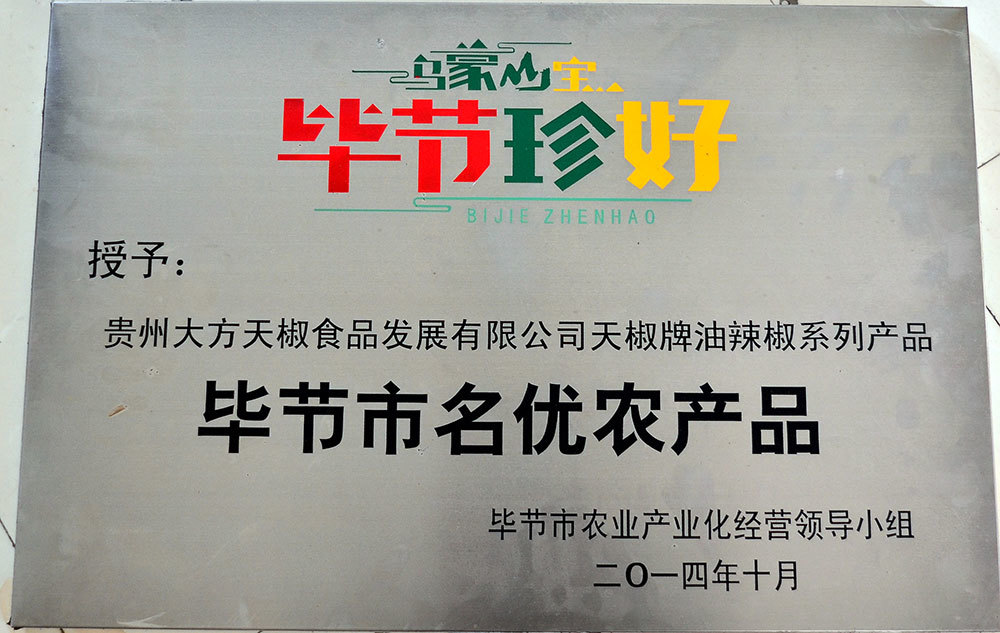 乌蒙山宝
毕节珍好
BIJIE ZHENHAO
授予：
贵州大方天椒食品发展有限公司天椒牌油辣椒系列产品
毕节市名优农产品
毕节市农业产业化经营领导小组
二〇一四年十月